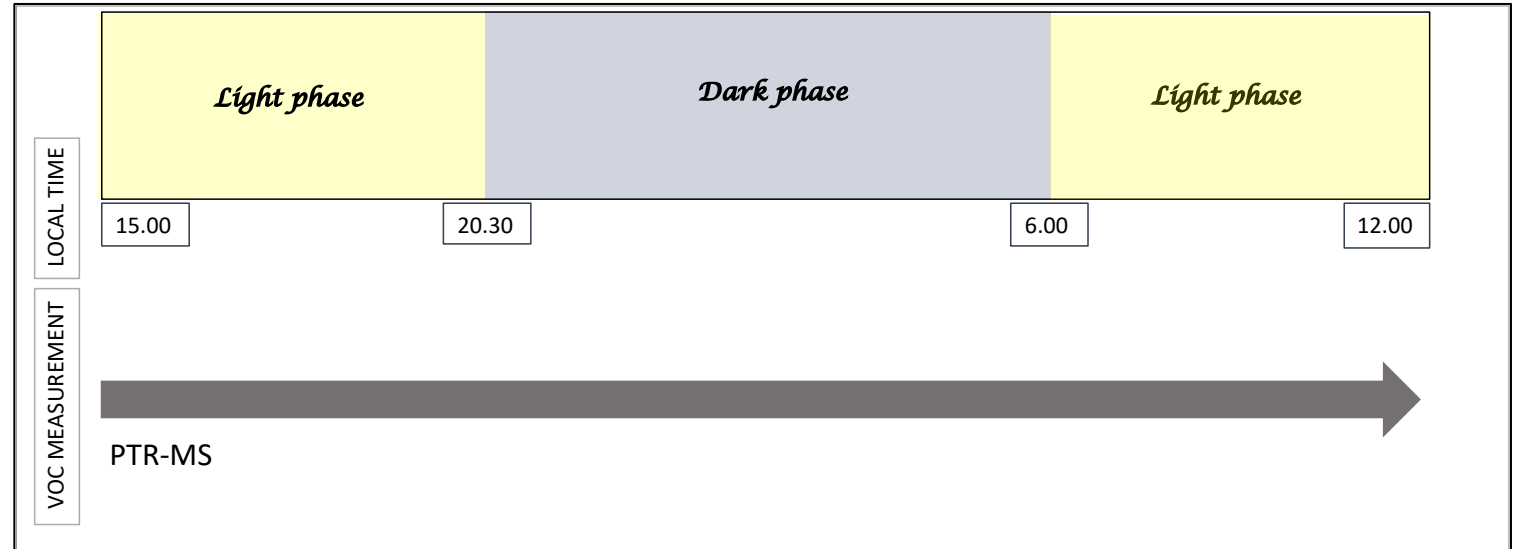 Light phase
Dark phase
Light phase
LOCAL TIME
15.00
20.30
6.00
12.00
VOC MEASUREMENT
PTR-MS